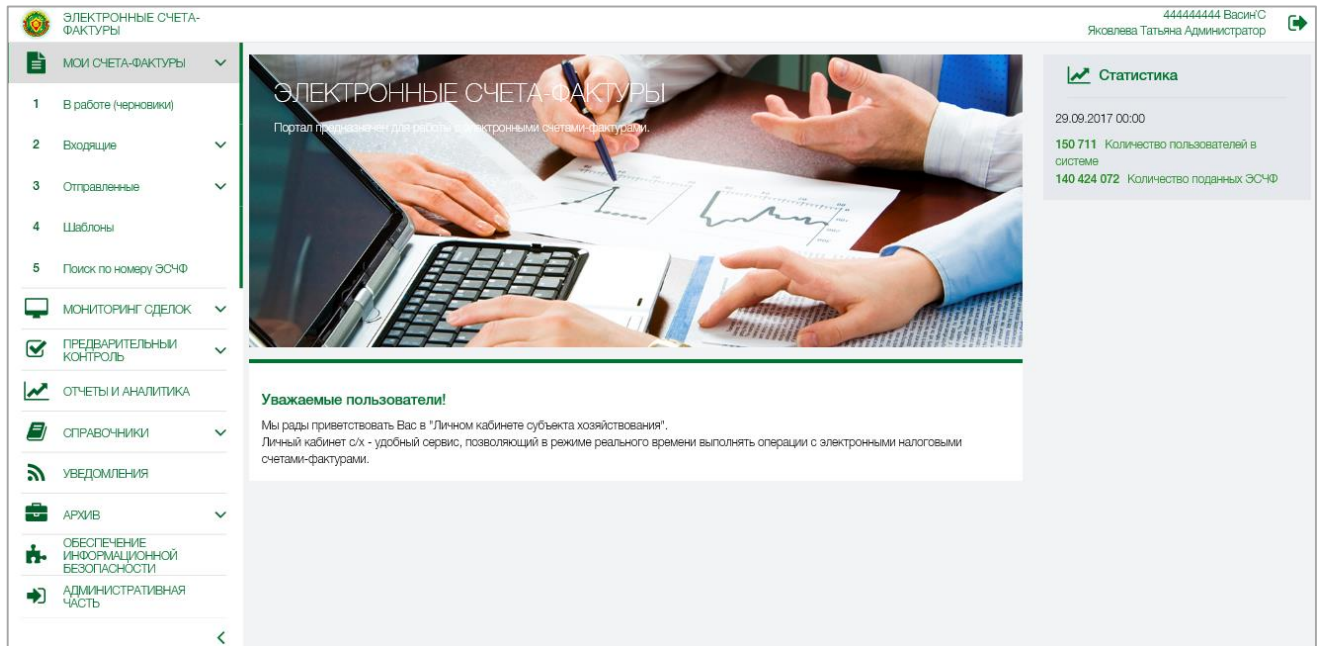 ЭЛЕКТРОННЫЕ СЧЕТА-
ФАКТУРЫ
444444444 Васин'С
Яковлева Татьяна Администратор
МОИ СЧЕТА-ФАКТУРЫ
1 В работе (черновики)
2 Входящие
3 Отправленные
4 Шаблоны
5 Поиск по номеру ЭСЧФ
МОНИТОРИНГ СДЕЛОК
ПРЕДВАРИТЕЛЬНЫЙ
КОНТРОЛЬ
ОТЧЕТЫ И АНАЛИТИКА
СПРАВОЧНИКИ
УВЕДОМЛЕНИЯ
АРХИВ
ОБЕСПЕЧЕНИЕ
ИНФОРМАЦИОННОЙ
БЕЗОПАСНОСТИ
АДМИНИСТРАТИВНАЯ
ЧАСТЬ
ЭЛЕКТРОННЫЕ СЧЕТА-ФАКТУРЫ
Портал предназначен для работы с электронными счетами-фактурами.
Уважаемые пользователи!
Мы рады приветствовать Вас в "Личном кабинете субъекта хозяйствования".
Личный кабинет с/х - удобный сервис, позволяющий в режиме реального времени выполнять операции с электронными налоговыми
счетами-фактурами.
Статистика
29.09.2017 00:00
150 711 Количество пользователей в
системе
140 424 072 Количество поданных ЭСЧФ